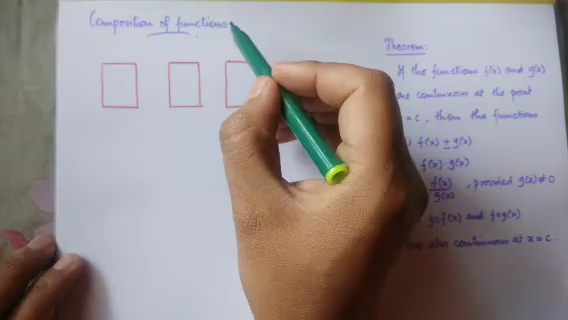 Composition of functions
Theorem:
If the functions f(x) and g(x)
are continuous at the point
= c, then the functions
) f(x) ± g(x)
f(x) · g(x)
f(x)/g(x) , provided g(x) ≠ 0
gof(x) and fog(x)
are also continuous at x = c.